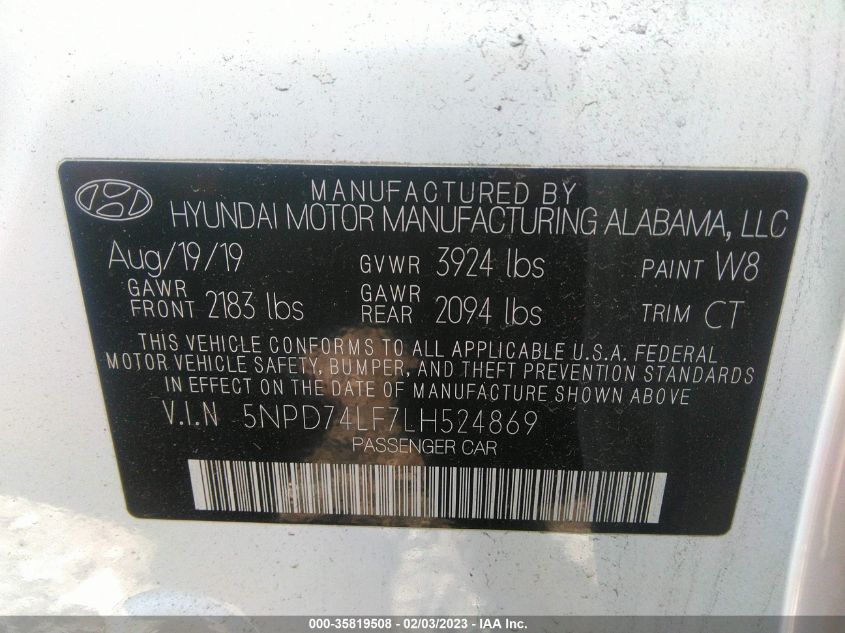 MANUFACTURED BY
HYUNDAI MOTOR MANUFACTURING ALABAMA, LLC
Aug/19/19 GVWR 3924 lbs PAINT W8
GAWR FRONT 2183 lbs GAWR REAR 2094 lbs TRIM CT
THIS VEHICLE CONFORMS TO ALL APPLICABLE U.S.A. FEDERAL
MOTOR VEHICLE SAFETY, BUMPER, AND THEFT PREVENTION STANDARDS
IN EFFECT ON THE DATE OF MANUFACTURE SHOWN ABOVE
V.I.N 5NPD74LF7LH524869
PASSENGER CAR
000-35819508 - 02/03/2023 - IAA Inc.